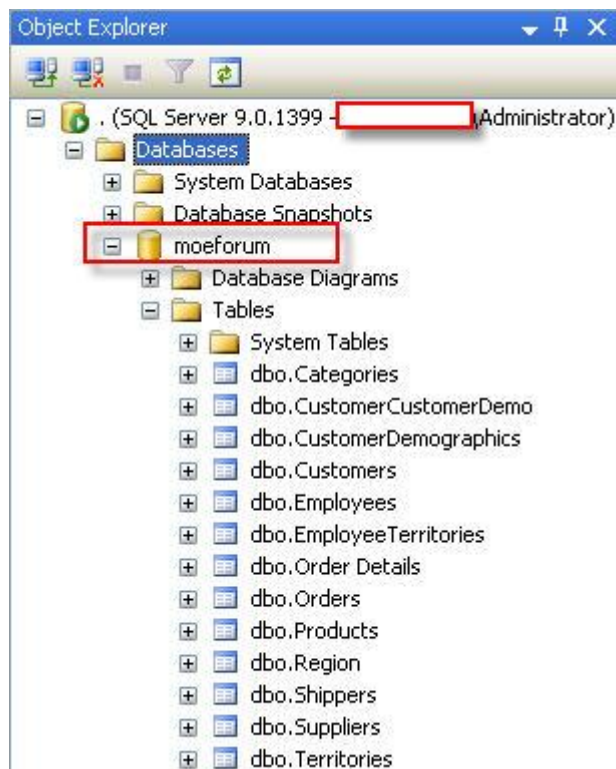 Object Explorer
. (SQL Server 9.0.1399 - \Administrator)
Databases
System Databases
Database Snapshots
moeforum
Database Diagrams
Tables
System Tables
dbo.Categories
dbo.CustomerCustomerDemo
dbo.CustomerDemographics
dbo.Customers
dbo.Employees
dbo.EmployeeTerritories
dbo.Order Details
dbo.Orders
dbo.Products
dbo.Region
dbo.Shippers
dbo.Suppliers
dbo.Territories